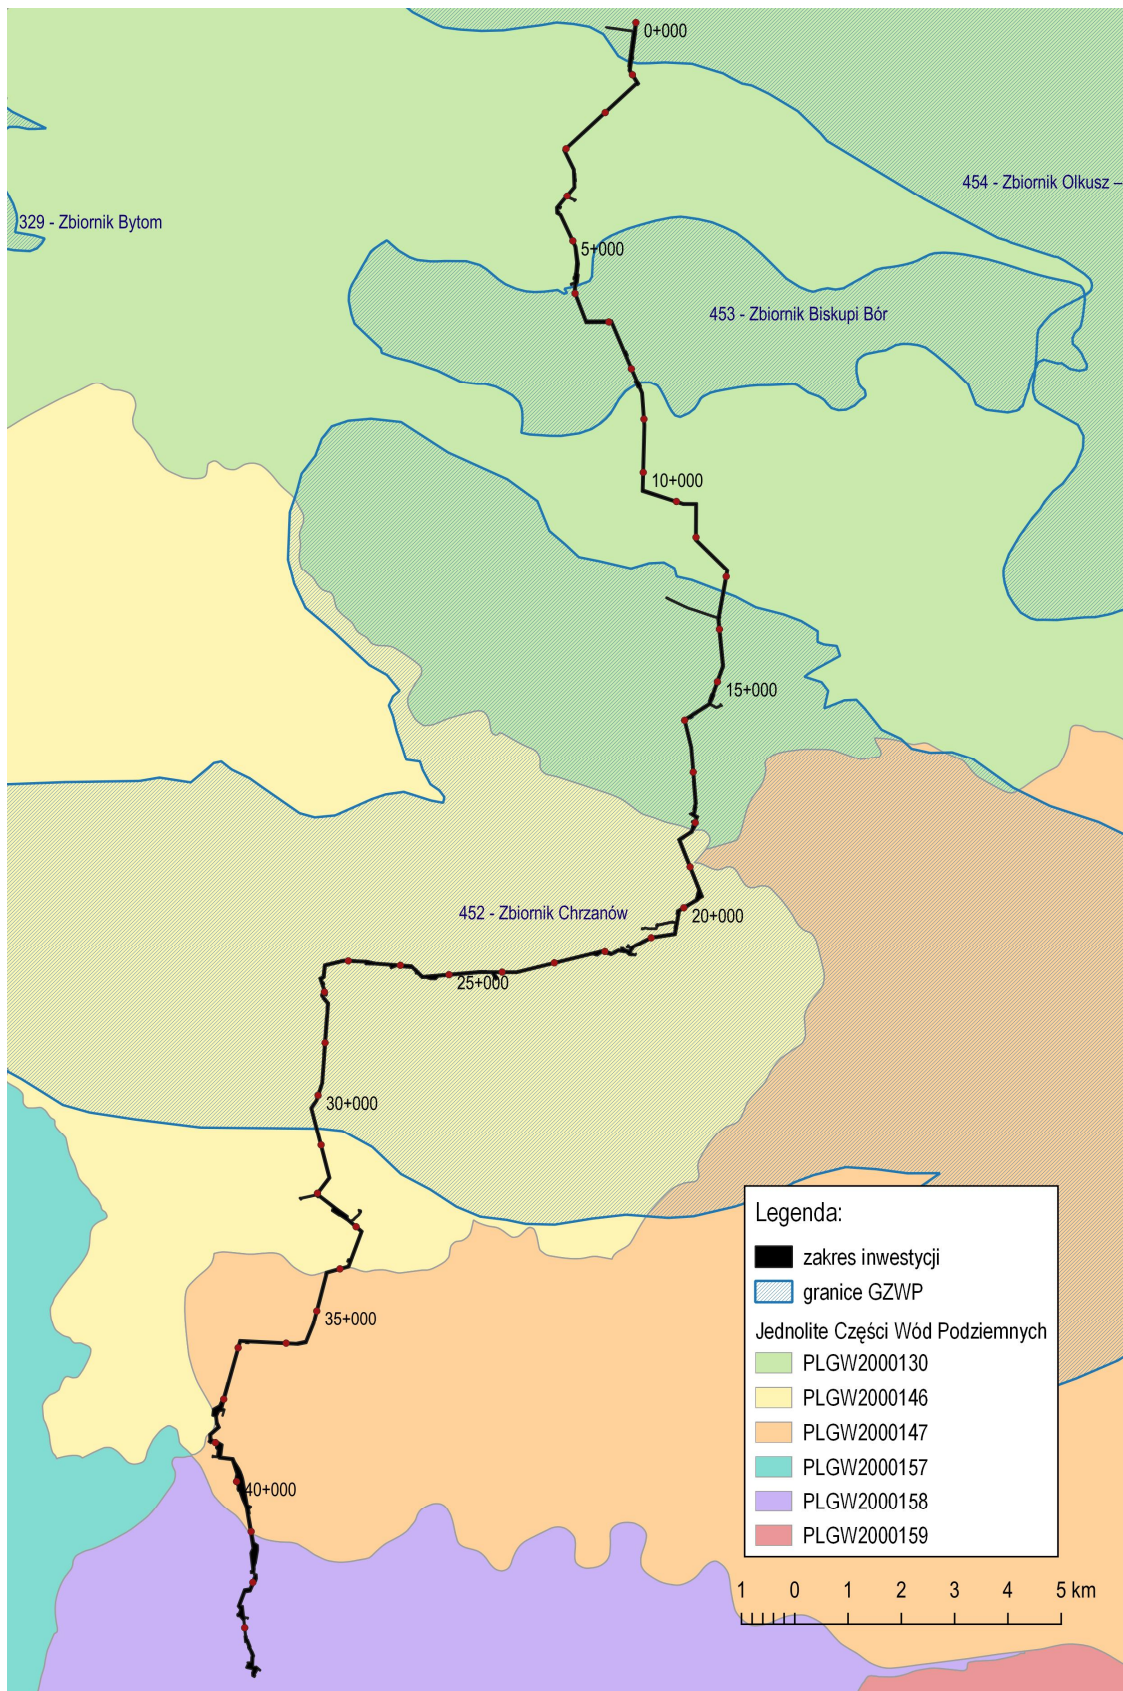 0+000
454 - Zbiornik Olkusz –
329 - Zbiornik Bytom
5+000
453 - Zbiornik Biskupi Bór
10+000
15+000
452 - Zbiornik Chrzanów
20+000
25+000
30+000
35+000
40+000
Legenda:
zakres inwestycji
granice GZWP
Jednolite Części Wód Podziemnych
PLGW2000130
PLGW2000146
PLGW2000147
PLGW2000157
PLGW2000158
PLGW2000159
1 0 1 2 3 4 5 km